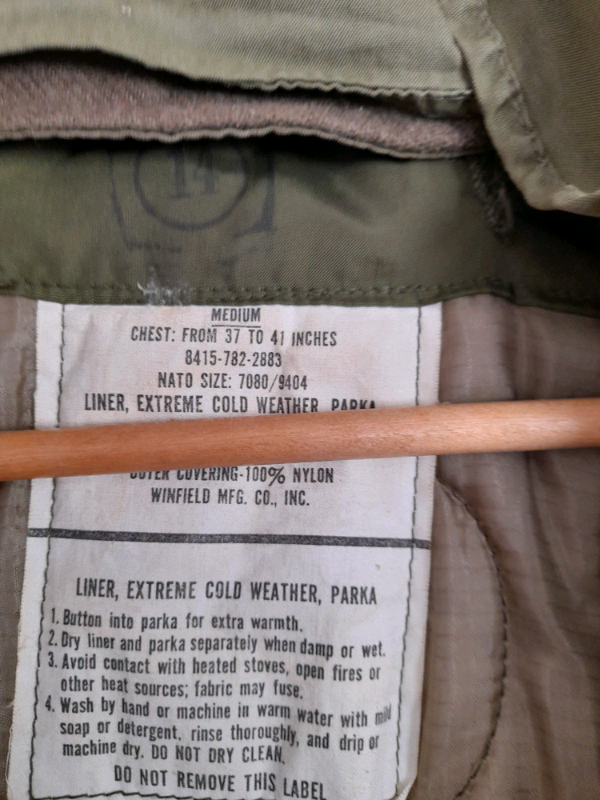 14
MEDIUM
CHEST: FROM 37 TO 41 INCHES
8415-782-2883
NATO SIZE: 7080/9404
LINER, EXTREME COLD WEATHER, PARKA
OUTER COVERING-100% NYLON
WINFIELD MFG. CO., INC.
LINER, EXTREME COLD WEATHER, PARKA
1. Button into parka for extra warmth.
2. Dry liner and parka separately when damp or wet.
3. Avoid contact with heated stoves, open fires or
other heat sources; fabric may fuse.
4. Wash by hand or machine in warm water with mild
soap or detergent, rinse thoroughly, and drip or
machine dry. DO NOT DRY CLEAN.
DO NOT REMOVE THIS LABEL